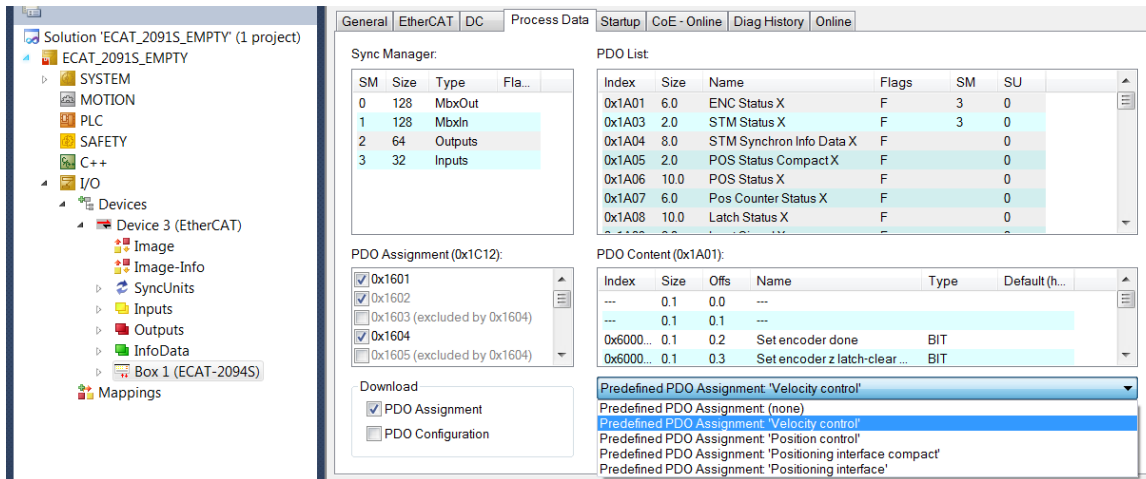 Solution 'ECAT_2091S_EMPTY' (1 project)
ECAT_2091S_EMPTY
SYSTEM
MOTION
PLC
SAFETY
C++
I/O
Devices
Device 3 (EtherCAT)
Image
Image-Info
SyncUnits
Inputs
Outputs
InfoData
Box 1 (ECAT-2094S)
Mappings
General EtherCAT DC Process Data Startup CoE - Online Diag History Online
Sync Manager:
SM Size Type Fla...
0 128 MbxOut
1 128 MbxIn
2 64 Outputs
3 32 Inputs
PDO List:
Index Size Name Flags SM SU
0x1A01 6.0 ENC Status X F 3 0
0x1A03 2.0 STM Status X F 3 0
0x1A04 8.0 STM Synchron Info Data X F 0
0x1A05 2.0 POS Status Compact X F 0
0x1A06 10.0 POS Status X F 0
0x1A07 6.0 Pos Counter Status X F 0
0x1A08 10.0 Latch Status X F 0
PDO Assignment (0x1C12):
0x1601
0x1602
0x1603 (excluded by 0x1604)
0x1604
0x1605 (excluded by 0x1604)
PDO Content (0x1A01):
Index Size Offs Name Type Default (h...
--- 0.1 0.0 ---
--- 0.1 0.1 ---
0x6000... 0.1 0.2 Set encoder done BIT
0x6000... 0.1 0.3 Set encoder z latch-clear ... BIT
Download
PDO Assignment
PDO Configuration
Predefined PDO Assignment: 'Velocity control'
Predefined PDO Assignment: (none)
Predefined PDO Assignment: 'Velocity control'
Predefined PDO Assignment: 'Position control'
Predefined PDO Assignment: 'Positioning interface compact'
Predefined PDO Assignment: 'Positioning interface'